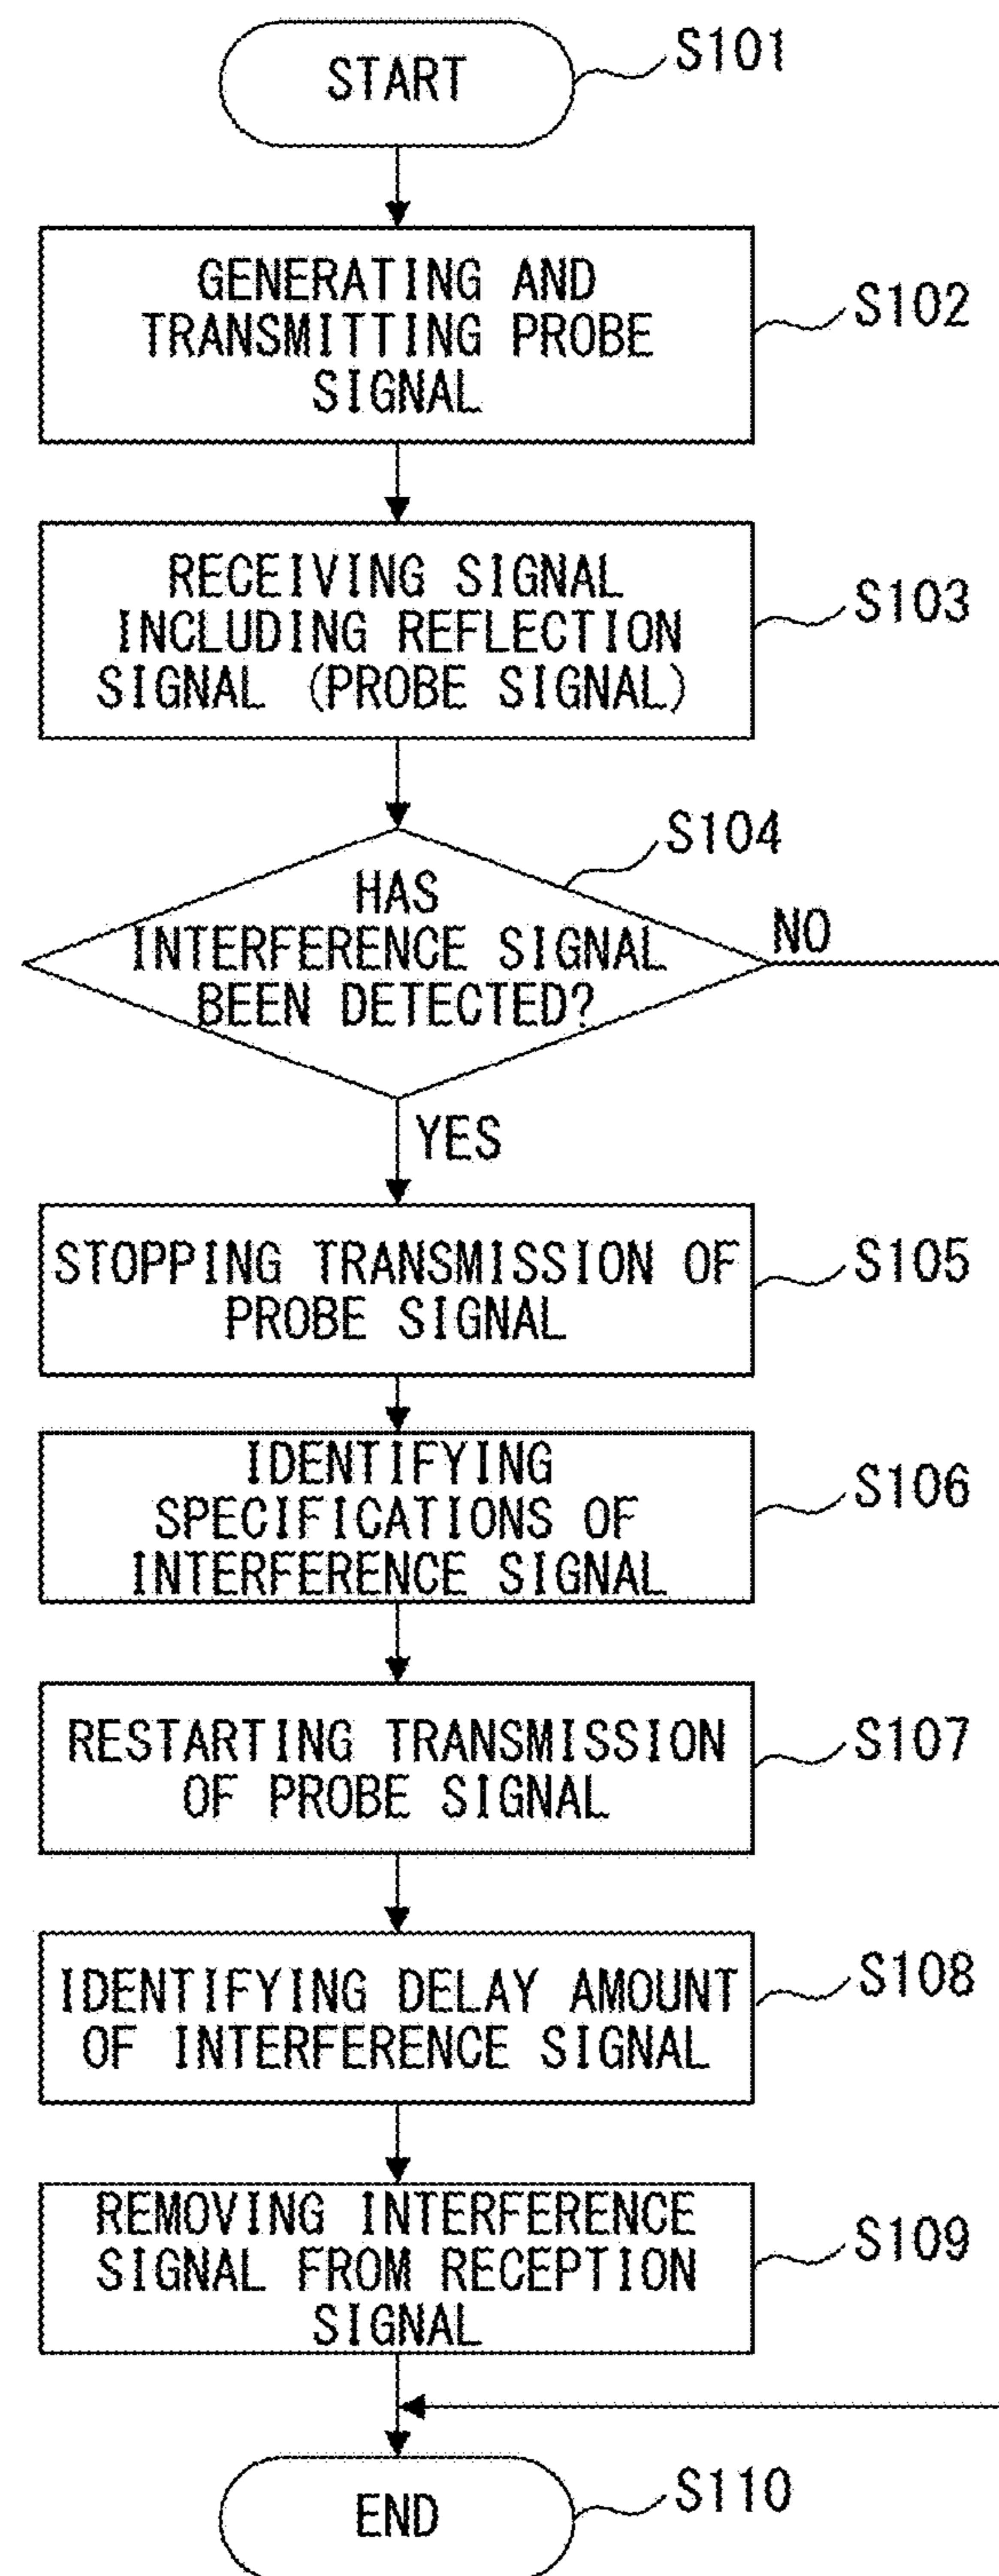 START
S101
GENERATING AND
TRANSMITTING PROBE
SIGNAL
S102
RECEIVING SIGNAL
INCLUDING REFLECTION
SIGNAL (PROBE SIGNAL)
S103
S104
HAS
INTERFERENCE SIGNAL
BEEN DETECTED?
NO
YES
STOPPING TRANSMISSION OF
PROBE SIGNAL
S105
IDENTIFYING
SPECIFICATIONS OF
INTERFERENCE SIGNAL
S106
RESTARTING TRANSMISSION
OF PROBE SIGNAL
S107
IDENTIFYING DELAY AMOUNT
OF INTERFERENCE SIGNAL
S108
REMOVING INTERFERENCE
SIGNAL FROM RECEPTION
SIGNAL
S109
END
S110